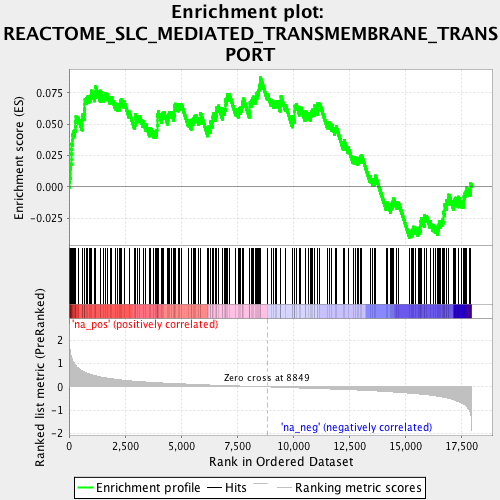 Enrichment plot:
REACTOME_SLC_MEDIATED_TRANSMEMBRANE_TRANS
PORT
Enrichment score (ES)
0.075
0.050
0.025
0.000
-0.025
'na_pos' (positively correlated)
Ranked list metric (PreRanked)
2
1
0
-1
-2
Zero cross at 8849
'na_neg' (negatively correlated)
0
2,500
5,000
7,500
10,000
12,500
15,000
17,500
Rank in Ordered Dataset
Enrichment profile
Hits
Ranking metric scores